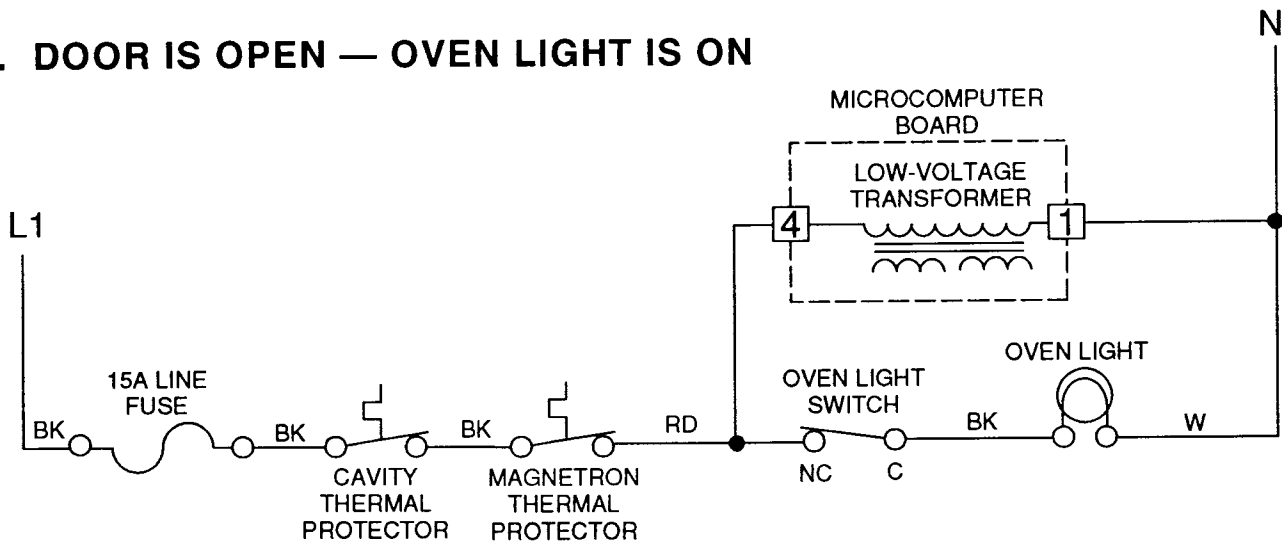 . DOOR IS OPEN — OVEN LIGHT IS ON
N
MICROCOMPUTER
BOARD
LOW-VOLTAGE
TRANSFORMER
4
1
L1
15A LINE
FUSE
OVEN LIGHT
SWITCH
OVEN LIGHT
BK
BK
BK
RD
BK
W
NC
C
CAVITY
THERMAL
PROTECTOR
MAGNETRON
THERMAL
PROTECTOR